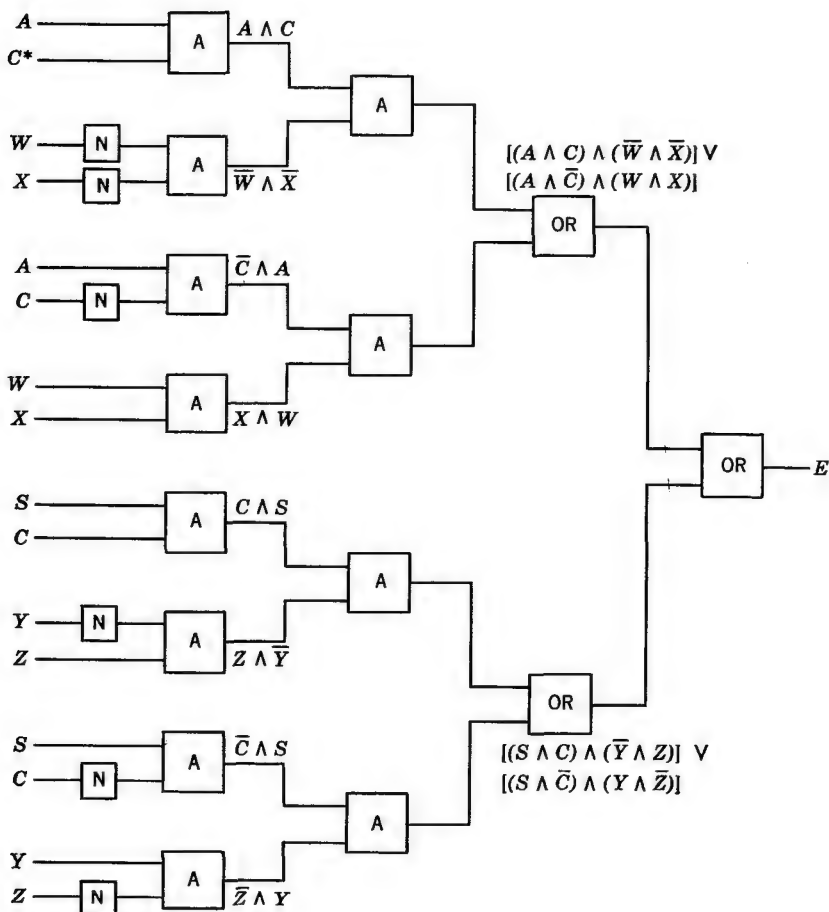 A
A
A ∧ C
C*
A
W
N
A
X
N
W̅ ∧ X̅
[(A ∧ C) ∧ (W̅ ∧ X̅)] ∨
[(A ∧ C̅) ∧ (W ∧ X)]
OR
A
A
C̅ ∧ A
C
N
A
W
A
X
X ∧ W
OR
E
S
A
C ∧ S
C
A
Y
N
A
Z
Z ∧ Y̅
OR
S
A
C̅ ∧ S
C
N
[(S ∧ C) ∧ (Y̅ ∧ Z)] ∨
[(S ∧ C̅) ∧ (Y ∧ Z̅)]
A
Y
A
Z
N
Z̅ ∧ Y